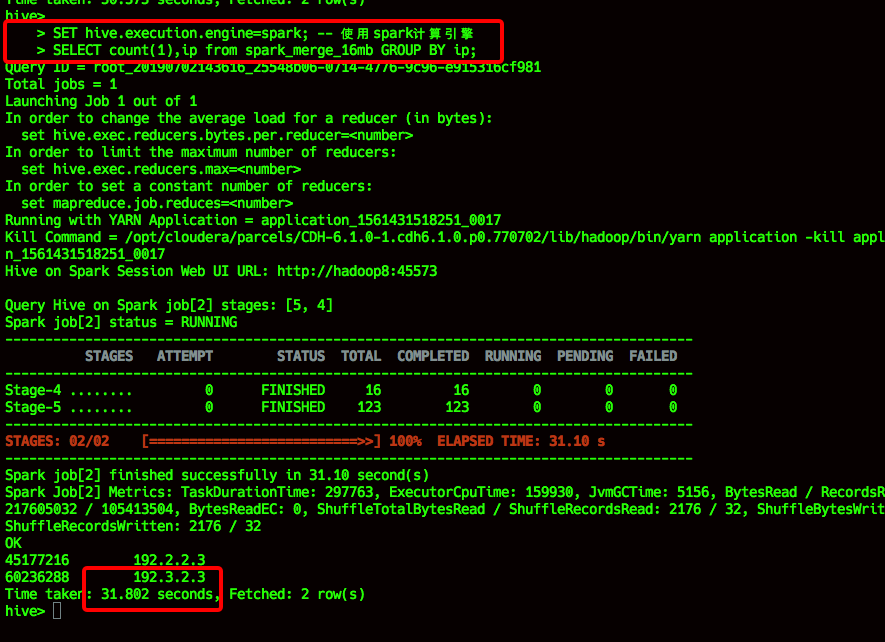 Time taken: 30.573 seconds, Fetched: 2 row(s)
hive>
    > SET hive.execution.engine=spark; -- 使用spark计算引擎
    > SELECT count(1),ip from spark_merge_16mb GROUP BY ip;
Query ID = root_20190702143616_25548b06-0714-4776-9c96-e915316cf981
Total jobs = 1
Launching Job 1 out of 1
In order to change the average load for a reducer (in bytes):
  set hive.exec.reducers.bytes.per.reducer=<number>
In order to limit the maximum number of reducers:
  set hive.exec.reducers.max=<number>
In order to set a constant number of reducers:
  set mapreduce.job.reduces=<number>
Running with YARN Application = application_1561431518251_0017
Kill Command = /opt/cloudera/parcels/CDH-6.1.0-1.cdh6.1.0.p0.770702/lib/hadoop/bin/yarn application -kill appl
n_1561431518251_0017
Hive on Spark Session Web UI URL: http://hadoop8:45573
Query Hive on Spark job[2] stages: [5, 4]
Spark job[2] status = RUNNING
--------------------------------------------------------------------------------------
          STAGES   ATTEMPT        STATUS  TOTAL  COMPLETED  RUNNING  PENDING  FAILED
--------------------------------------------------------------------------------------
Stage-4 ........         0      FINISHED     16         16        0        0       0
Stage-5 ........         0      FINISHED    123        123        0        0       0
--------------------------------------------------------------------------------------
STAGES: 02/02    [==========================>>] 100%  ELAPSED TIME: 31.10 s
--------------------------------------------------------------------------------------
Spark job[2] finished successfully in 31.10 second(s)
Spark Job[2] Metrics: TaskDurationTime: 297763, ExecutorCpuTime: 159930, JvmGCTime: 5156, BytesRead / RecordsR
217605032 / 105413504, BytesReadEC: 0, ShuffleTotalBytesRead / ShuffleRecordsRead: 2176 / 32, ShuffleBytesWrit
ShuffleRecordsWritten: 2176 / 32
OK
45177216        192.2.2.3
60236288        192.3.2.3
Time taken: 31.802 seconds, Fetched: 2 row(s)
hive>